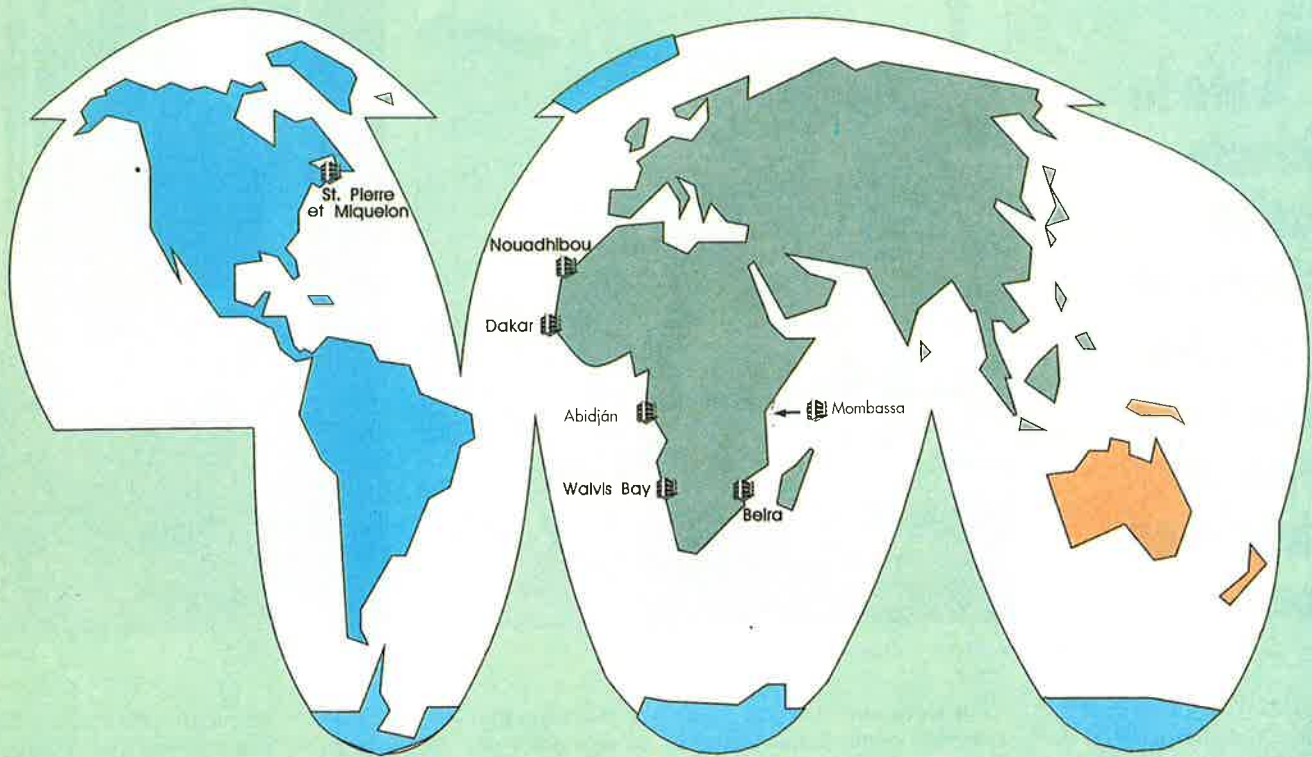 St. Pierre
et Miquelon
Nouadhibou
Dakar
Abidján
Mombassa
Walvis Bay
Beira